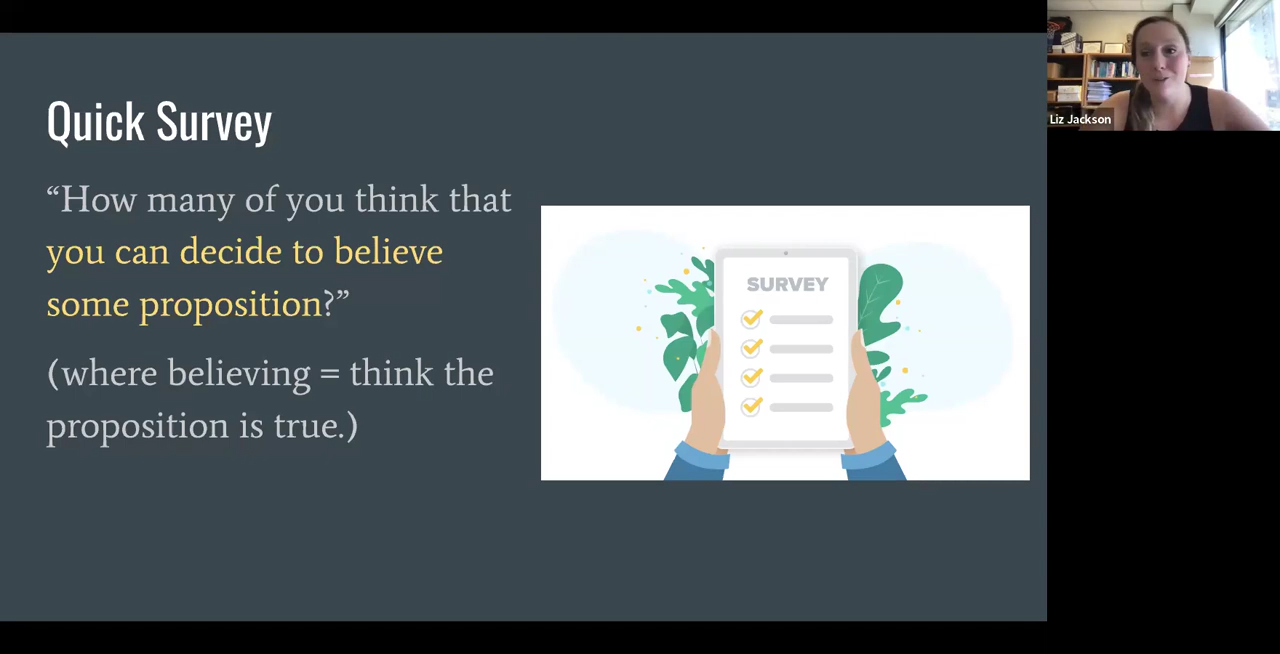 Quick Survey
“How many of you think that
you can decide to believe
some proposition?”
(where believing = think the
proposition is true.)
SURVEY
Liz Jackson